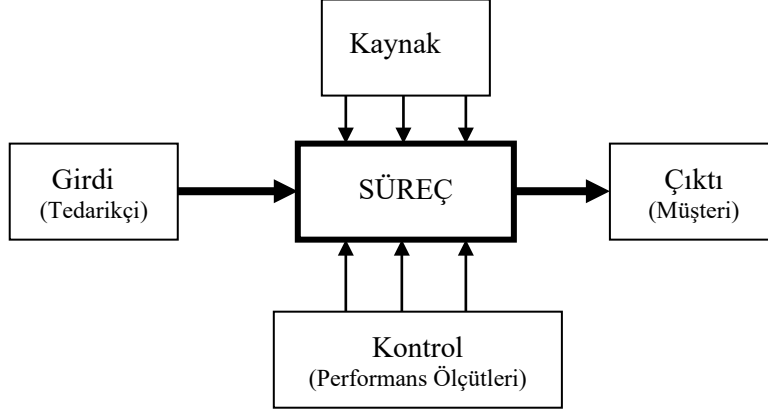 Kaynak
Girdi
(Tedarikçi)
SÜREÇ
Çıktı
(Müşteri)
Kontrol
(Performans Ölçütleri)